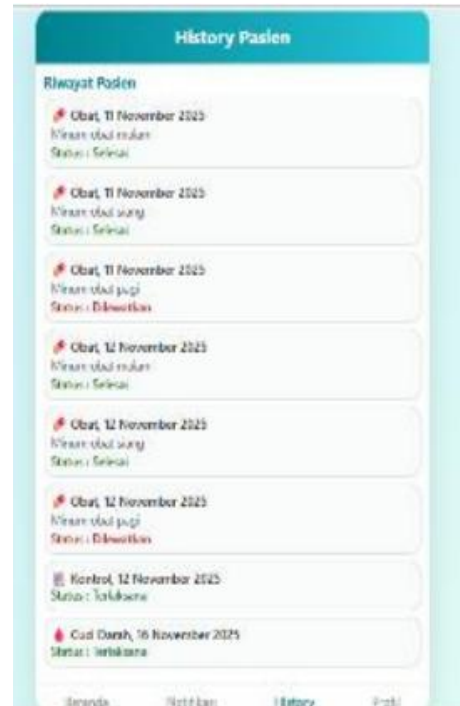 History Pasien
Riwayat Pasien
Obat, 11 November 2025
Minum obat malam
Status : Selesai
Obat, 11 November 2025
Minum obat siang
Status : Selesai
Obat, 11 November 2025
Minum obat pagi
Status : Dilewatkan
Obat, 12 November 2025
Minum obat malam
Status : Selesai
Obat, 12 November 2025
Minum obat siang
Status : Selesai
Obat, 12 November 2025
Minum obat pagi
Status : Dilewatkan
Kontrol, 12 November 2025
Status : Terlaksana
Cuci Darah, 16 November 2025
Status : Terlaksana
Beranda History Profil